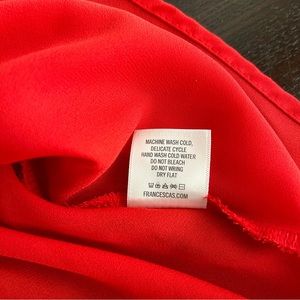 MACHINE WASH COLD,
DELICATE CYCLE
HAND WASH COLD WATER
DO NOT BLEACH
DO NOT WRING
DRY FLAT
FRANCESCAS.COM